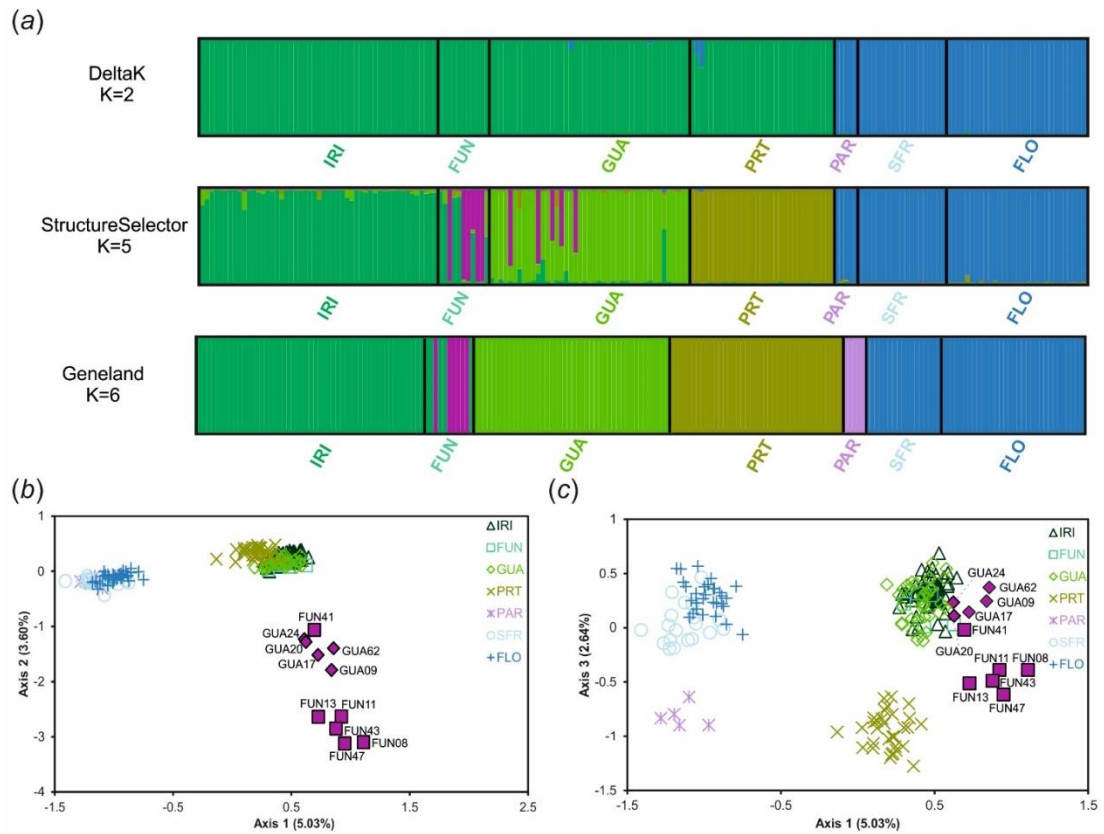 (a)
DeltaK
K=2
IRI
FUN
GUA
PRT
PAR
SFR
FLO
StructureSelector
K=5
IRI
FUN
GUA
PRT
PAR
SFR
FLO
Geneland
K=6
IRI
FUN
GUA
PRT
PAR
SFR
FLO
(b)
1
0
-1
-2
-3
-4
Axis 2 (3.60%)
-1.5
-0.5
0.5
1.5
2.5
Axis 1 (5.03%)
IRI
FUN
GUA
PRT
PAR
SFR
FLO
FUN41
GUA24
GUA20
GUA62
GUA17
GUA09
FUN13
FUN11
FUN43
FUN08
FUN47
(c)
1
0.5
0
-0.5
-1
-1.5
Axis 3 (2.64%)
-1.5
-0.5
0.5
1.5
Axis 1 (5.03%)
IRI
FUN
GUA
PRT
PAR
SFR
FLO
GUA24
GUA62
GUA09
GUA17
FUN41
GUA20
FUN11
FUN08
FUN43
FUN13
FUN47